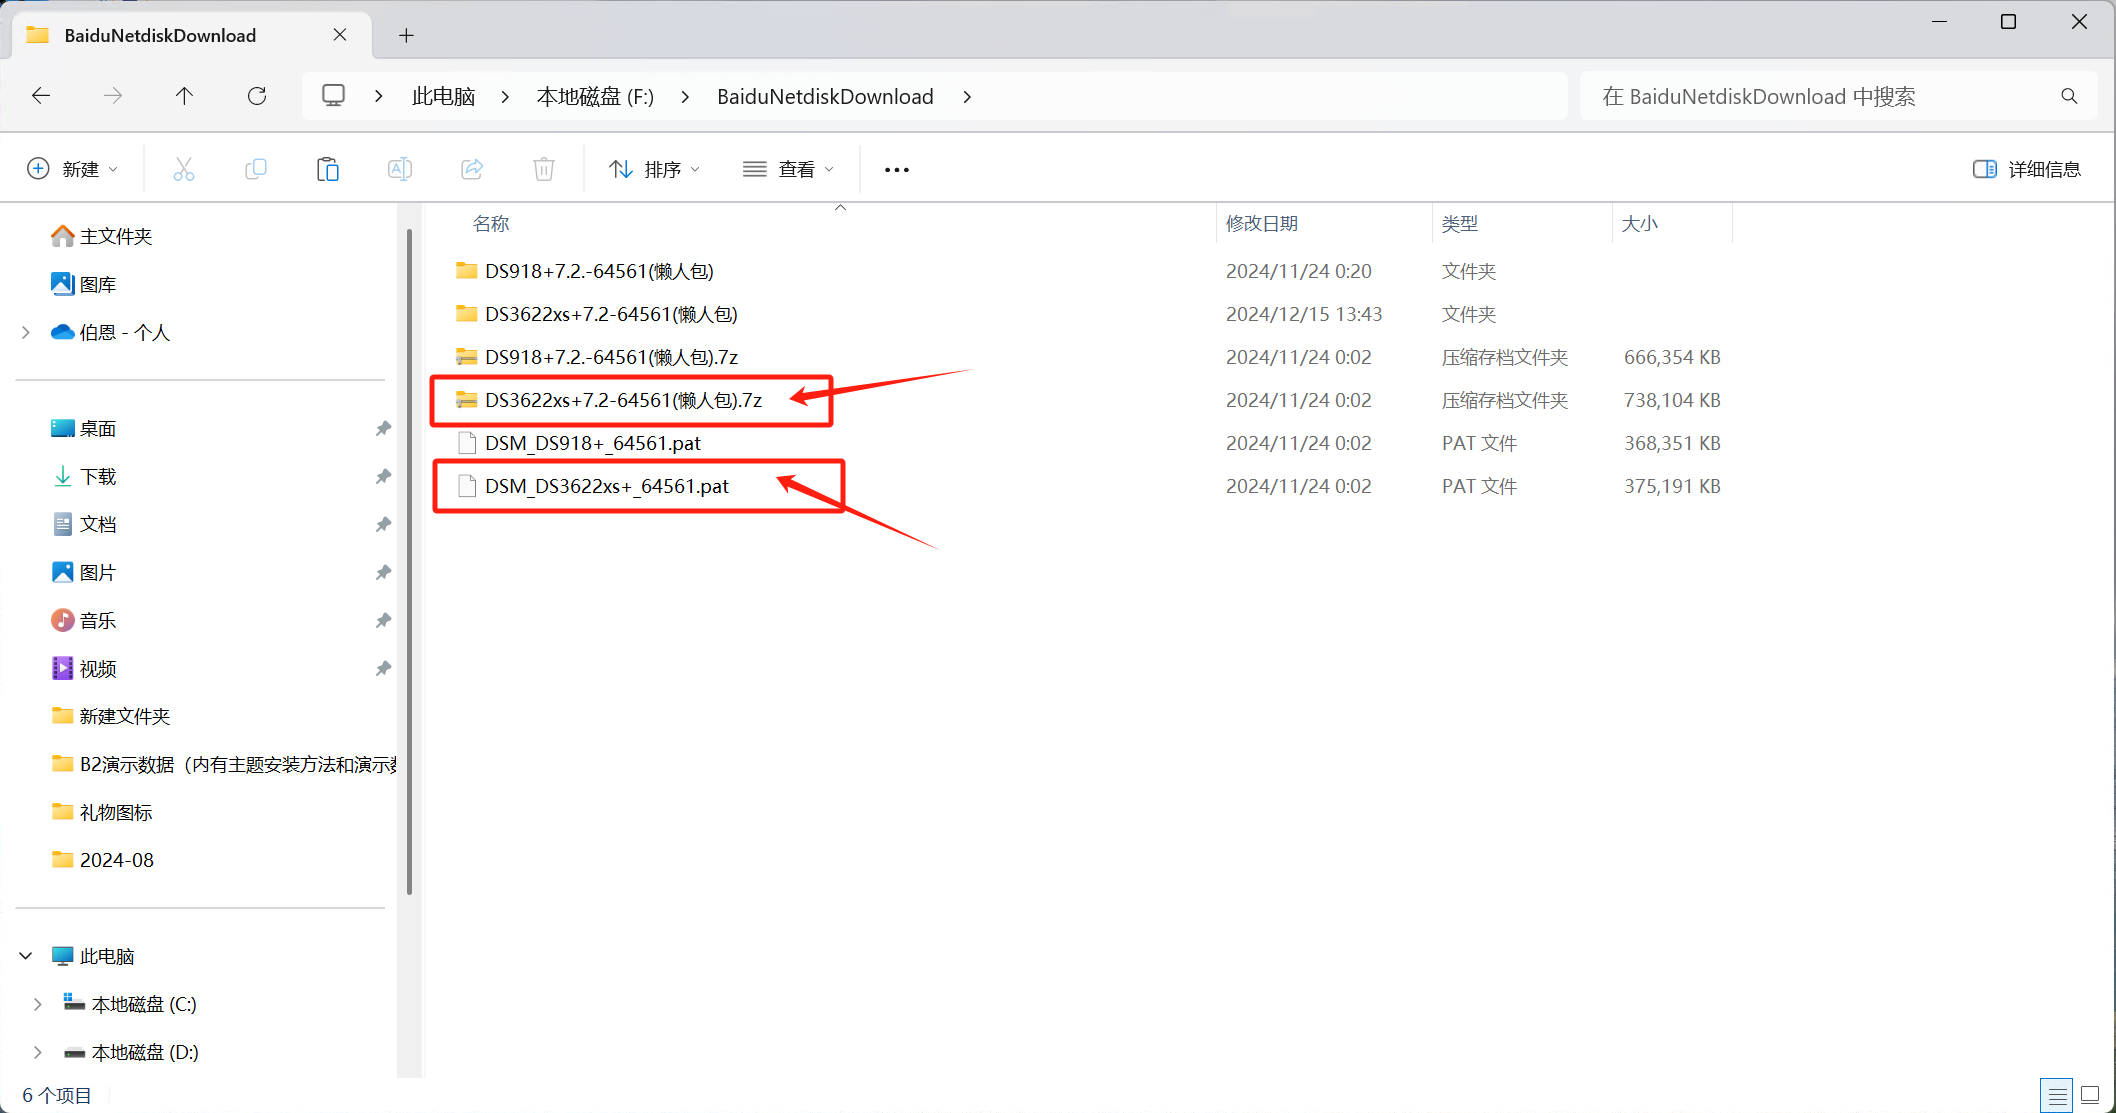 BaiduNetdiskDownload
此电脑 本地磁盘 (F:) BaiduNetdiskDownload
在 BaiduNetdiskDownload 中搜索
新建 排序 查看 详细信息
主文件夹
图库
伯恩 - 个人
桌面
下载
文档
图片
音乐
视频
新建文件夹
B2演示数据（内有主题安装方法和演示
礼物图标
2024-08
此电脑
本地磁盘 (C:)
本地磁盘 (D:)
名称 修改日期 类型 大小
DS918+7.2.-64561(懒人包) 2024/11/24 0:20 文件夹
DS3622xs+7.2-64561(懒人包) 2024/12/15 13:43 文件夹
DS918+7.2.-64561(懒人包).7z 2024/11/24 0:02 压缩存档文件夹 666,354 KB
DS3622xs+7.2-64561(懒人包).7z 2024/11/24 0:02 压缩存档文件夹 738,104 KB
DSM_DS918+_64561.pat 2024/11/24 0:02 PAT 文件 368,351 KB
DSM_DS3622xs+_64561.pat 2024/11/24 0:02 PAT 文件 375,191 KB
6 个项目